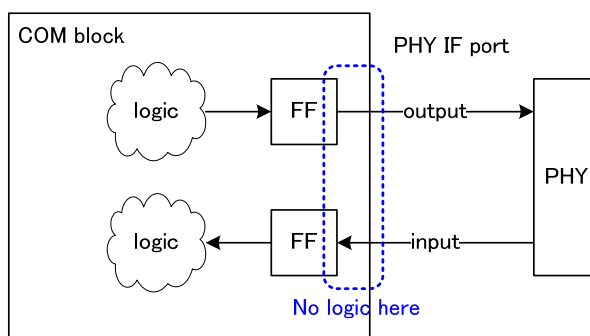 COM block
PHY IF port
logic
FF
output
PHY
logic
FF
input
No logic here